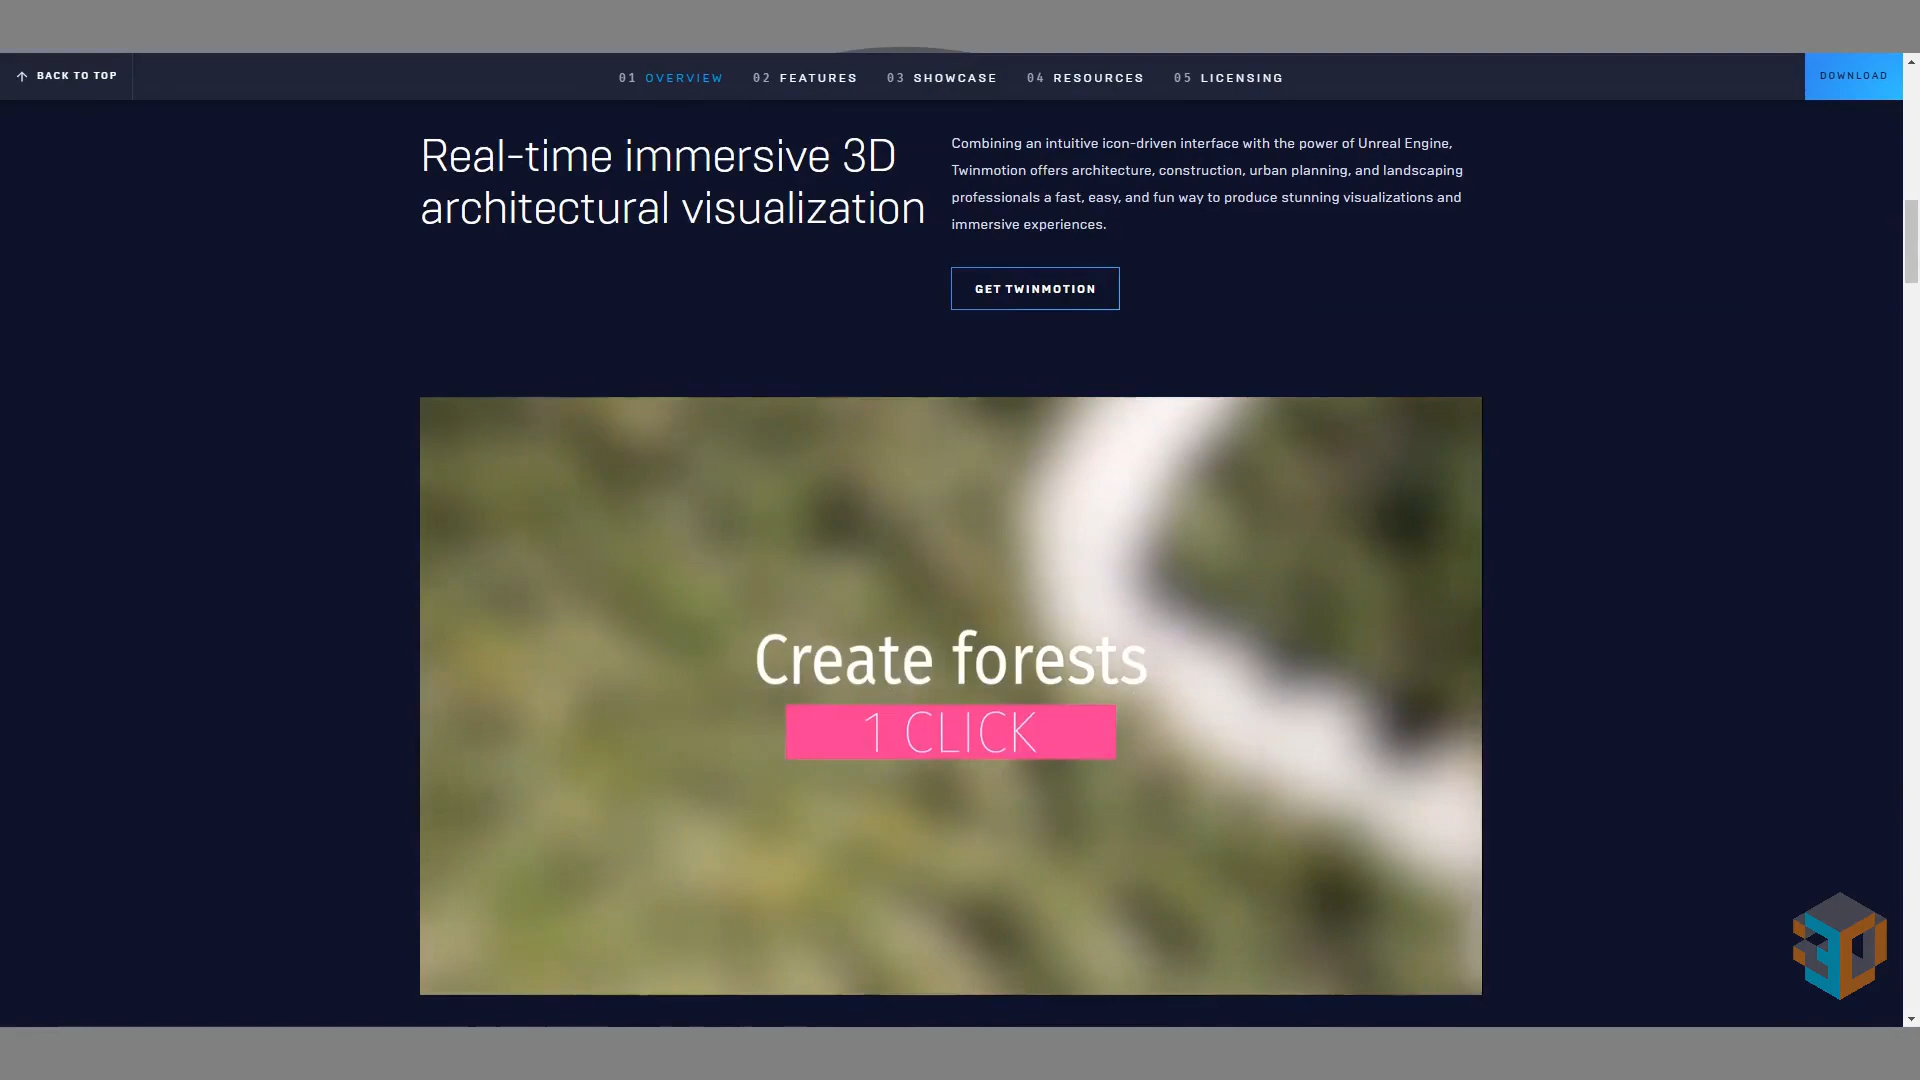 BACK TO TOP
01 OVERVIEW
02 FEATURES
03 SHOWCASE
04 RESOURCES
05 LICENSING
DOWNLOAD
Real-time immersive 3D
architectural visualization
Combining an intuitive icon-driven interface with the power of Unreal Engine,
Twinmotion offers architecture, construction, urban planning, and landscaping
professionals a fast, easy, and fun way to produce stunning visualizations and
immersive experiences.
GET TWINMOTION
Create forests
1 CLICK
3D